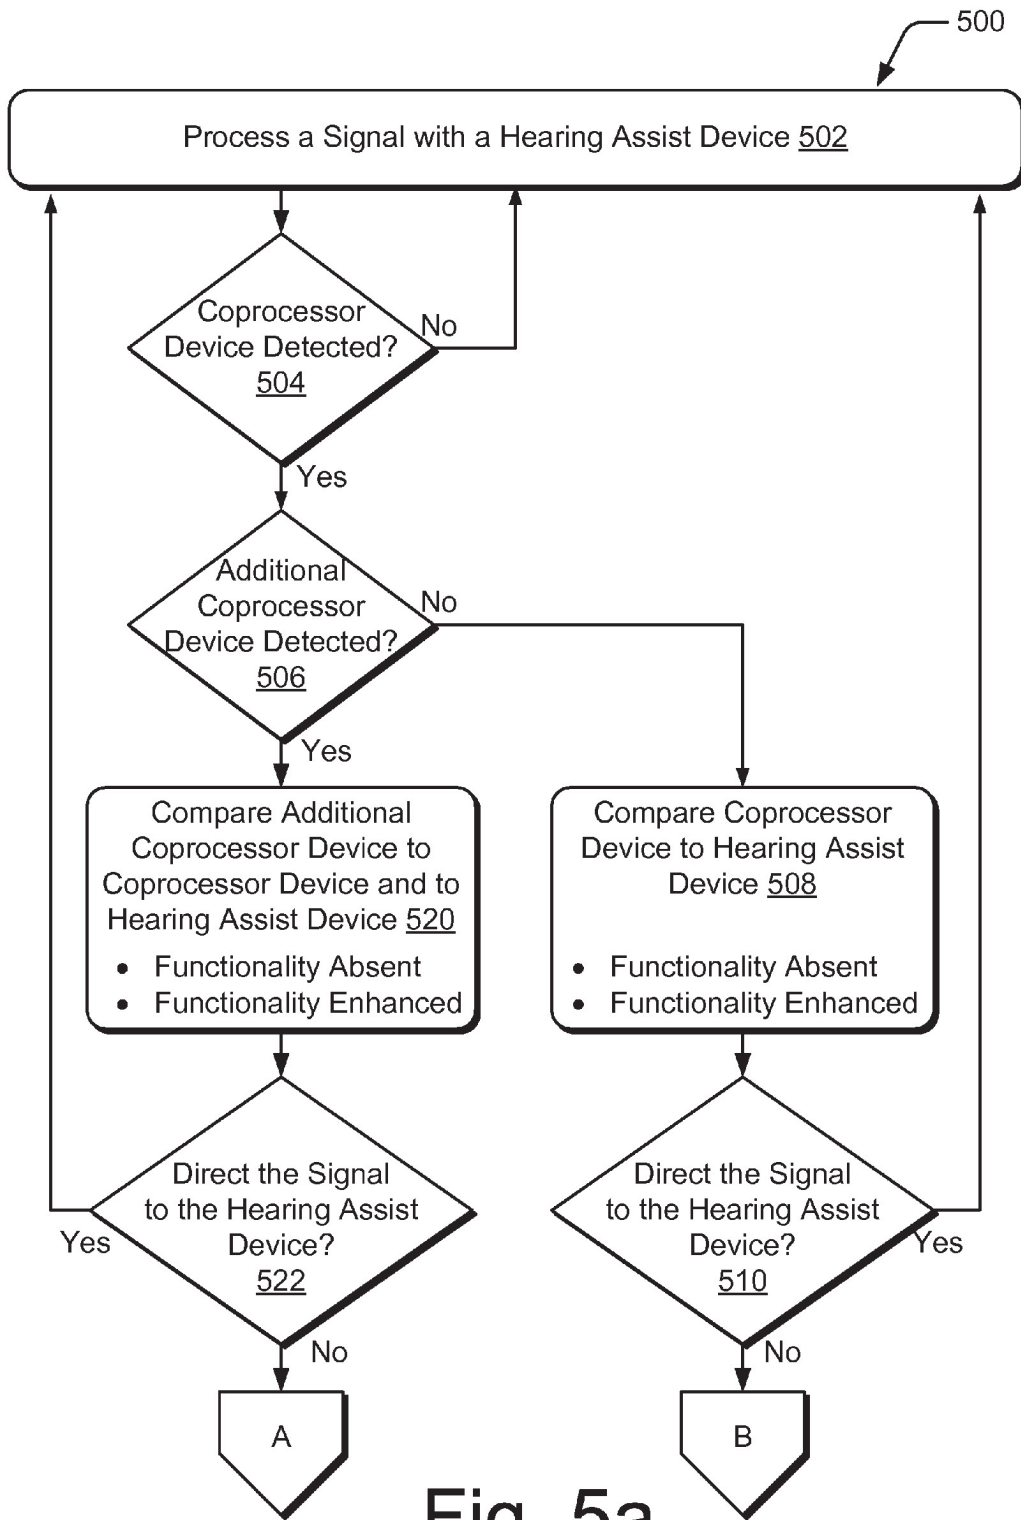 500
Process a Signal with a Hearing Assist Device 502
Coprocessor
Device Detected?
504
No
Yes
Additional
Coprocessor
Device Detected?
506
No
Yes
Compare Additional
Coprocessor Device to
Coprocessor Device and to
Hearing Assist Device 520
• Functionality Absent
• Functionality Enhanced
Compare Coprocessor
Device to Hearing Assist
Device 508
• Functionality Absent
• Functionality Enhanced
Direct the Signal
to the Hearing Assist
Device?
522
Yes
No
Direct the Signal
to the Hearing Assist
Device?
510
Yes
No
A
B
Fig. 5a